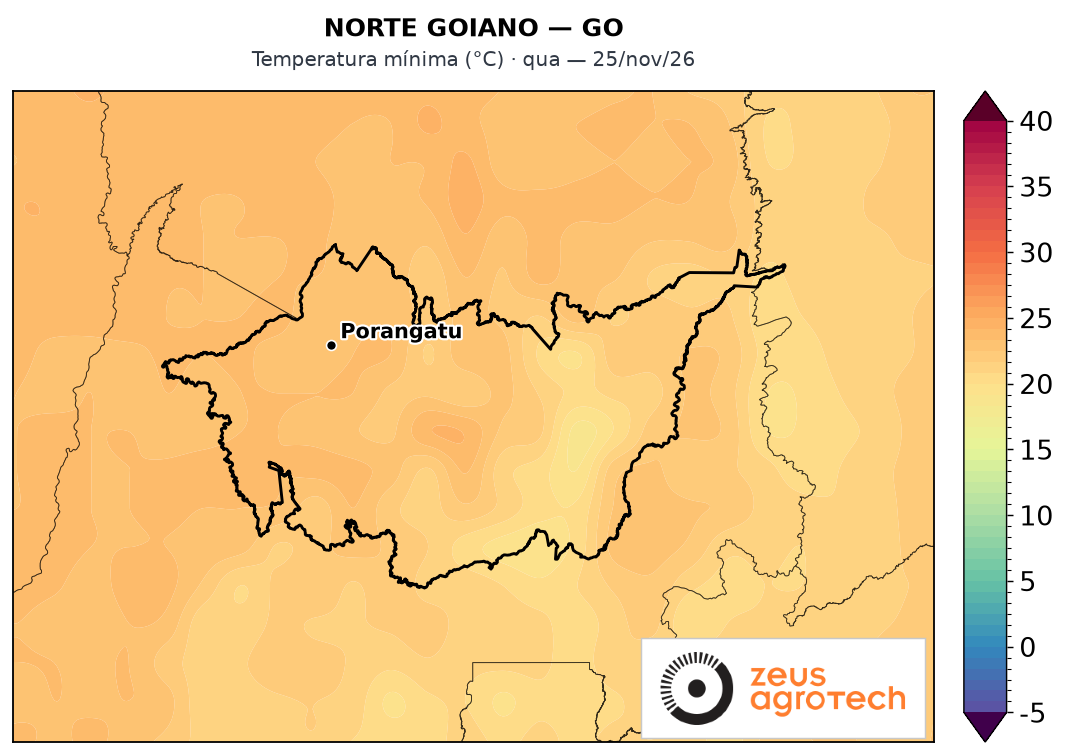 NORTE GOIANO — GO
Temperatura mínima (°C) · qua — 25/nov/26
40
35
30
25
20
15
10
5
0
-5
Porangatu
zeus
agrotech